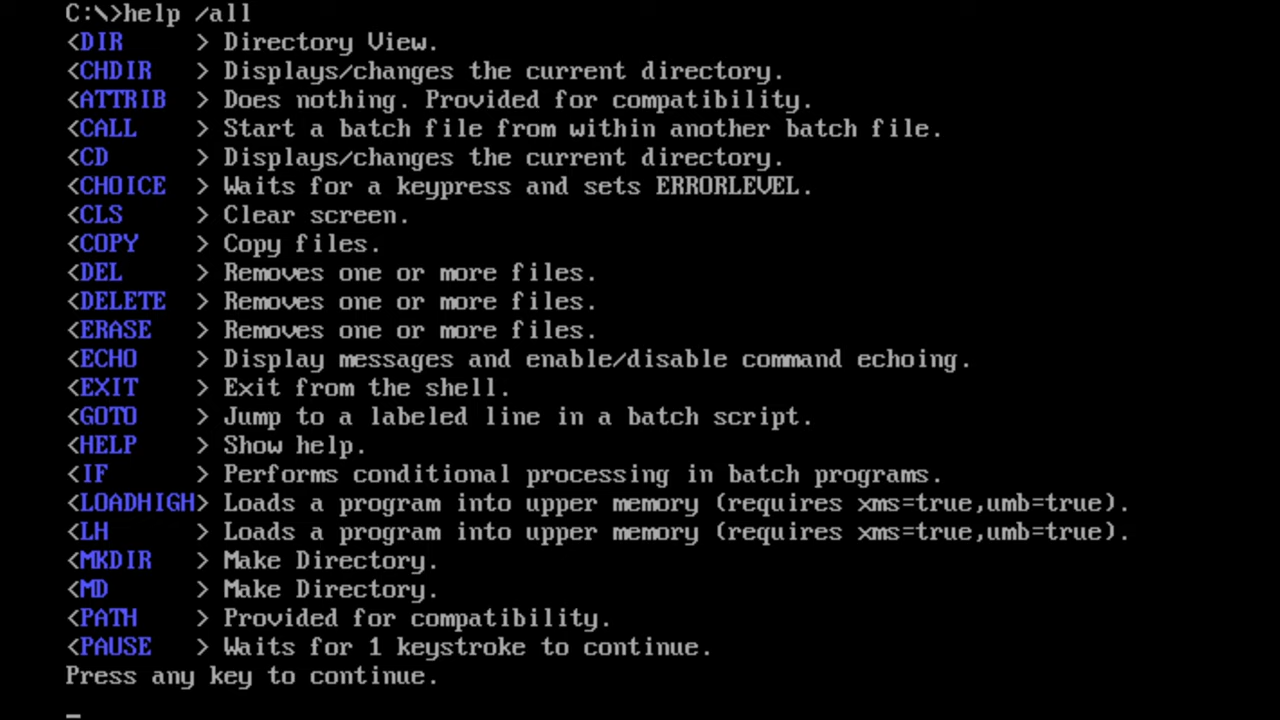 C:\>help /all
<DIR     > Directory View.
<CHDIR   > Displays/changes the current directory.
<ATTRIB  > Does nothing. Provided for compatibility.
<CALL    > Start a batch file from within another batch file.
<CD      > Displays/changes the current directory.
<CHOICE  > Waits for a keypress and sets ERRORLEVEL.
<CLS     > Clear screen.
<COPY    > Copy files.
<DEL     > Removes one or more files.
<DELETE  > Removes one or more files.
<ERASE   > Removes one or more files.
<ECHO    > Display messages and enable/disable command echoing.
<EXIT    > Exit from the shell.
<GOTO    > Jump to a labeled line in a batch script.
<HELP    > Show help.
<IF      > Performs conditional processing in batch programs.
<LOADHIGH> Loads a program into upper memory (requires xms=true,umb=true).
<LH      > Loads a program into upper memory (requires xms=true,umb=true).
<MKDIR   > Make Directory.
<MD      > Make Directory.
<PATH    > Provided for compatibility.
<PAUSE   > Waits for 1 keystroke to continue.
Press any key to continue.
_